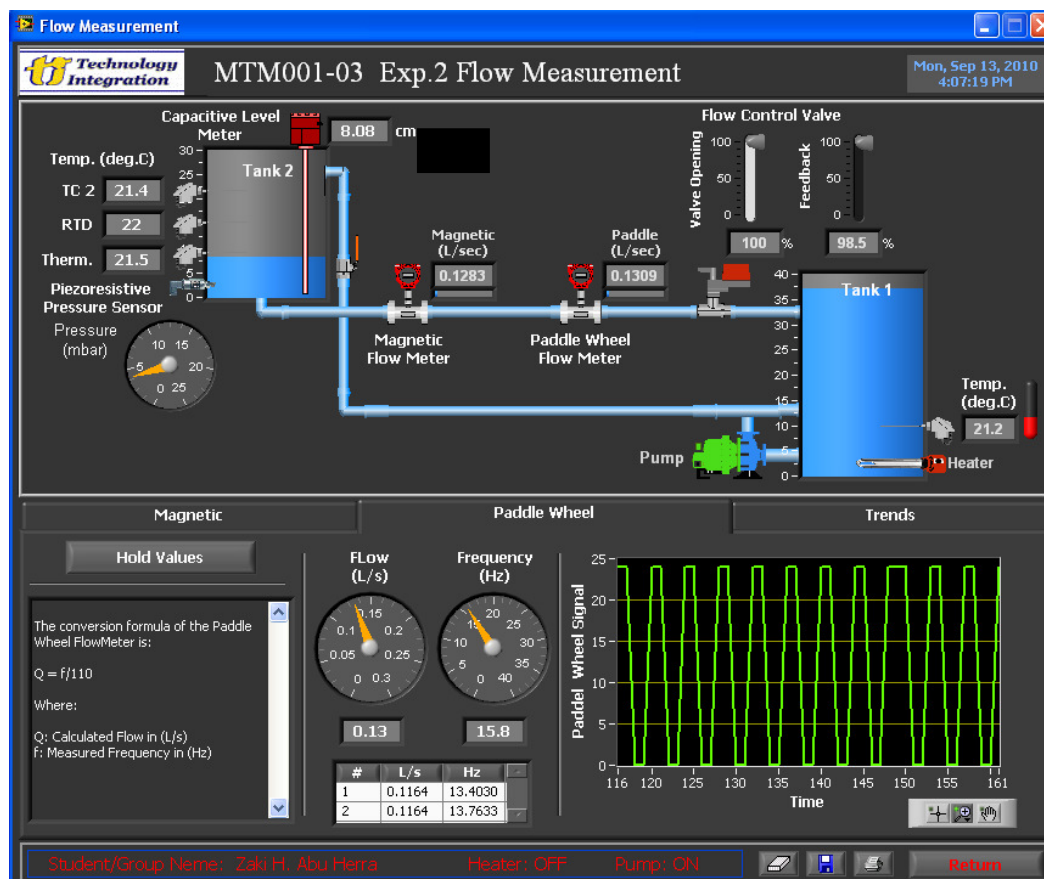 Flow Measurement
Technology
Integration
MTM001-03 Exp.2 Flow Measurement
Mon, Sep 13, 2010
4:07:19 PM
Capacitive Level
Meter
8.08 cm
Flow Control Valve
Temp. (deg.C)
TC 2 21.4
RTD 22
Therm. 21.5
30
25
5
0
Tank 2
Valve Opening
100
50
0
100 %
Feedback
100
50
0
98.5 %
Magnetic
(L/sec)
0.1283
Paddle
(L/sec)
0.1309
Piezoresistive
Pressure Sensor
Pressure
(mbar)
0 5 10 15 20 25
Magnetic
Flow Meter
Paddle Wheel
Flow Meter
Tank 1
40
35
30
25
20
15
10
5
0
Temp.
(deg.C)
21.2
Pump
Heater
Magnetic
Paddle Wheel
Trends
Hold Values
The conversion formula of the Paddle
Wheel FlowMeter is:
Q = f/110
Where:
Q: Calculated Flow in (L/s)
f: Measured Frequency in (Hz)
FLow
(L/s)
0 0.05 0.1 0.15 0.2 0.25 0.3
0.13
Frequency
(Hz)
0 5 10 15 20 25 30 35 40
15.8
# L/s Hz
1 0.1164 13.4030
2 0.1164 13.7633
Paddel Wheel Signal
25
20
15
10
5
0
116 120 125 130 135 140 145 150 155 161
Time
Student/Group Neme: Zaki H. Abu Herra Heater: OFF Pump: ON
Return